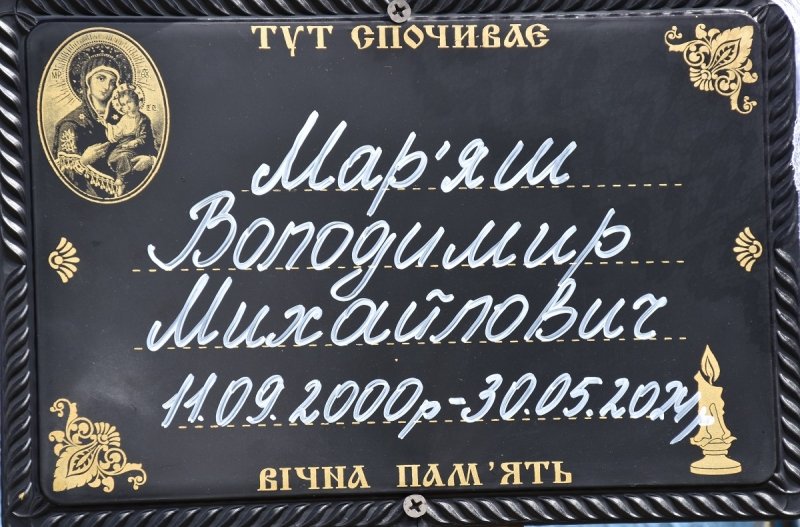 ТУТ СПОЧИВАЄ
Мар'яш
Володимир
Михайлович
11.09.2000р-30.05.202
ВІЧНА ПАМ'ЯТЬ